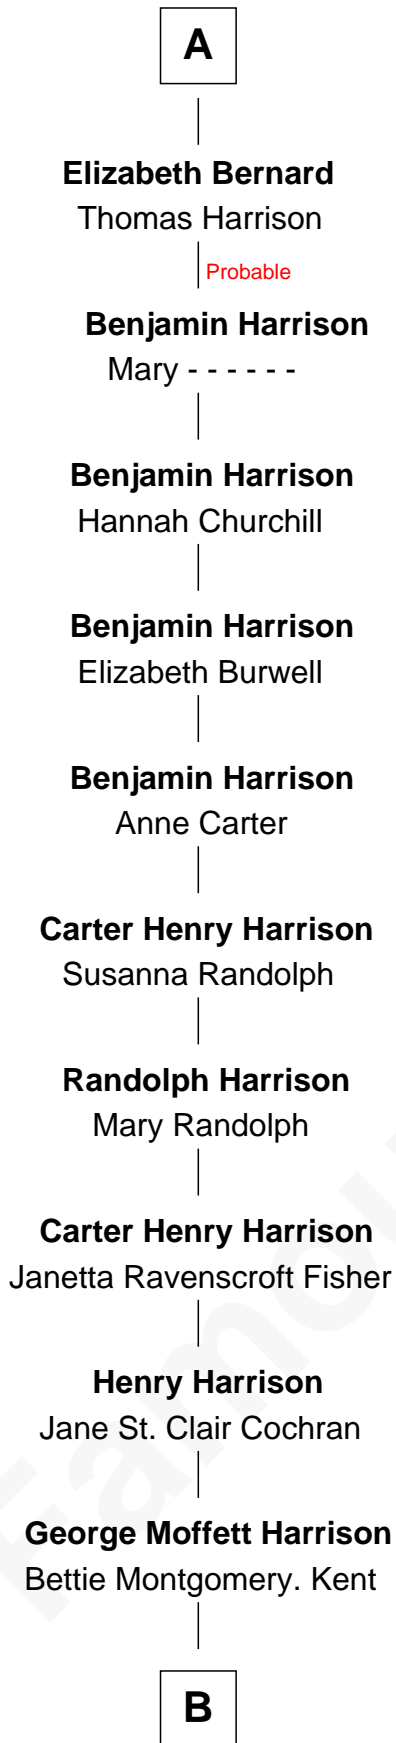 A
Elizabeth Bernard
Thomas Harrison
Probable
Benjamin Harrison
Mary - - - - - -
Benjamin Harrison
Hannah Churchill
Benjamin Harrison
Elizabeth Burwell
Benjamin Harrison
Anne Carter
Carter Henry Harrison
Susanna Randolph
Randolph Harrison
Mary Randolph
Carter Henry Harrison
Janetta Ravenscroft Fisher
Henry Harrison
Jane St. Clair Cochran
George Moffett Harrison
Bettie Montgomery. Kent
B